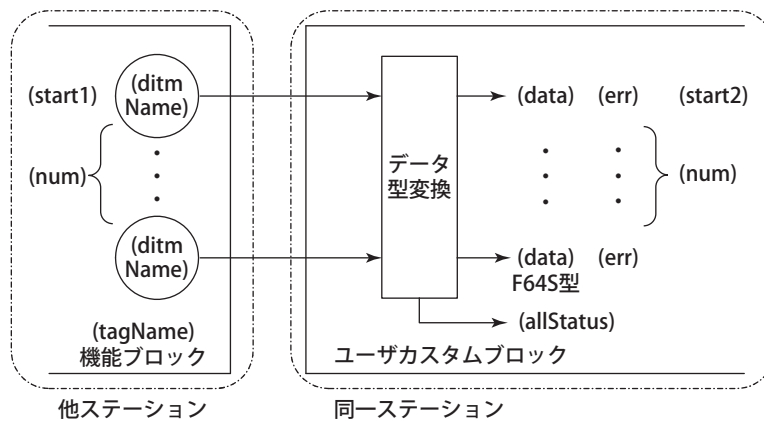 (start1)
(ditm
Name)
(num)
(ditm
Name)
(tagName)
機能ブロック
他ステーション
データ
型変換
(data) (err) (start2)
(num)
(data) (err)
F64S型
(allStatus)
ユーザカスタムブロック
同一ステーション